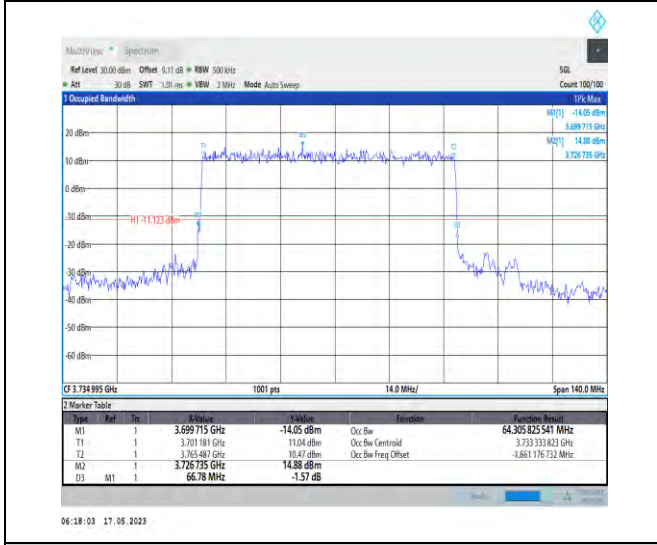 MultiView Spectrum
Ref Level 30.00 dBm Offset 9.11 dB RBW 500 kHz SGL
Att 30 dB SWT 1.01 ms VBW 2 MHz Mode Auto Sweep Count 100/100
1 Occupied Bandwidth 1Pk Max
M1[1] -14.05 dBm
3.699 715 GHz
M2[1] 14.88 dBm
3.726 735 GHz
20 dBm
M2
T1 T2
10 dBm
0 dBm
-10 dBm
H1 -11.123 dBm
-20 dBm
-30 dBm
-40 dBm
-50 dBm
-60 dBm
CF 3.734 995 GHz 1001 pts 14.0 MHz/ Span 140.0 MHz
2 Marker Table
Type Ref Trc X-Value Y-Value Function Function Result
M1 1 3.699 715 GHz -14.05 dBm Occ Bw 64.305 825 541 MHz
T1 1 3.701 181 GHz 11.04 dBm Occ Bw Centroid 3.733 333 823 GHz
T2 1 3.765 487 GHz 10.47 dBm Occ Bw Freq Offset -1.661 176 732 MHz
M2 1 3.726 735 GHz 14.88 dBm
D3 M1 1 66.78 MHz -1.57 dB
06:18:03 17.05.2023